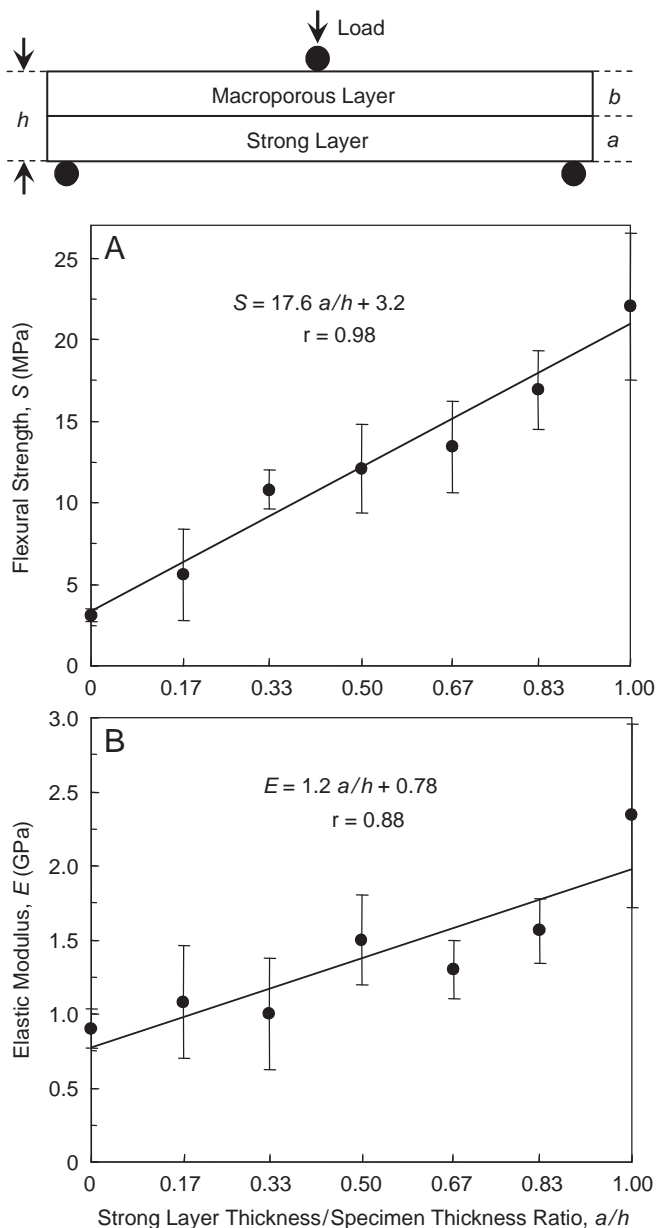 Load
Macroporous Layer
b
h
Strong Layer
a
A
S = 17.6 a/h + 3.2
r = 0.98
Flexural Strength, S (MPa)
25
20
15
10
5
0
0 0.17 0.33 0.50 0.67 0.83 1.00
B
E = 1.2 a/h + 0.78
r = 0.88
Elastic Modulus, E (GPa)
3.0
2.5
2.0
1.5
1.0
0.5
0
0 0.17 0.33 0.50 0.67 0.83 1.00
Strong Layer Thickness/Specimen Thickness Ratio, a/h